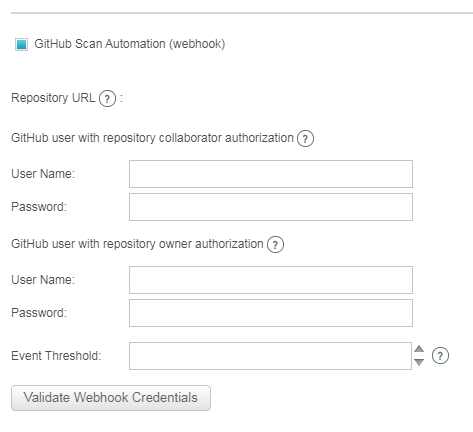 GitHub Scan Automation (webhook)
Repository URL ? :
GitHub user with repository collaborator authorization ?
User Name:
Password:
GitHub user with repository owner authorization ?
User Name:
Password:
Event Threshold: ?
Validate Webhook Credentials